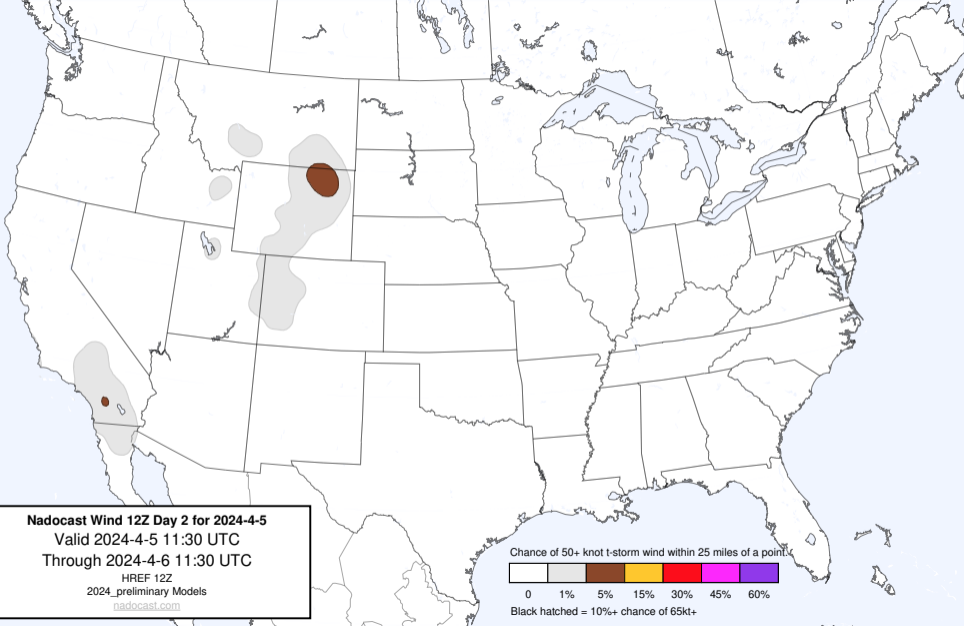 Nadocast Wind 12Z Day 2 for 2024-4-5
Valid 2024-4-5 11:30 UTC
Through 2024-4-6 11:30 UTC
HREF 12Z
2024_preliminary Models
nadocast.com
Chance of 50+ knot t-storm wind within 25 miles of a point.
0 1% 5% 15% 30% 45% 60%
Black hatched = 10%+ chance of 65kt+